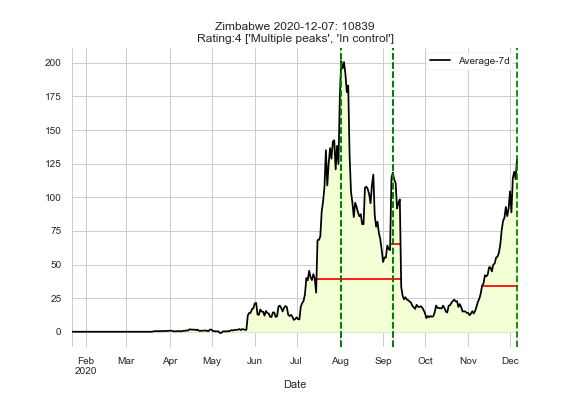 Zimbabwe 2020-12-07: 10839
Rating:4 ['Multiple peaks', 'In control']
Average-7d
200
175
150
125
100
75
50
25
0
Feb Mar Apr May Jun Jul Aug Sep Oct Nov Dec
2020
Date